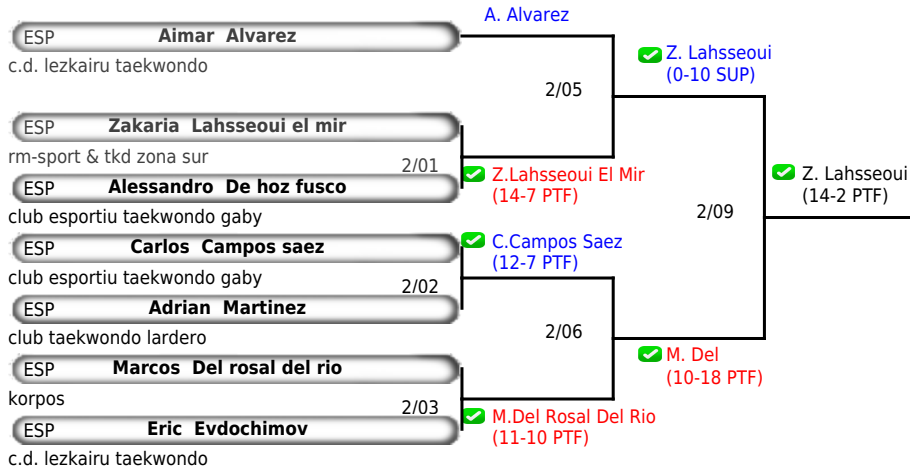 A. Alvarez
ESP Aimar Alvarez
c.d. lezkairu taekwondo
Z. Lahsseoui
(0-10 SUP)
2/05
ESP Zakaria Lahsseoui el mir
rm-sport & tkd zona sur
2/01
Z.Lahsseoui El Mir
(14-7 PTF)
ESP Alessandro De hoz fusco
club esportiu taekwondo gaby
Z. Lahsseoui
(14-2 PTF)
2/09
ESP Carlos Campos saez
club esportiu taekwondo gaby
C.Campos Saez
(12-7 PTF)
2/02
ESP Adrian Martinez
club taekwondo lardero
2/06
M. Del
(10-18 PTF)
ESP Marcos Del rosal del rio
korpos
2/03
M.Del Rosal Del Rio
(11-10 PTF)
ESP Eric Evdochimov
c.d. lezkairu taekwondo